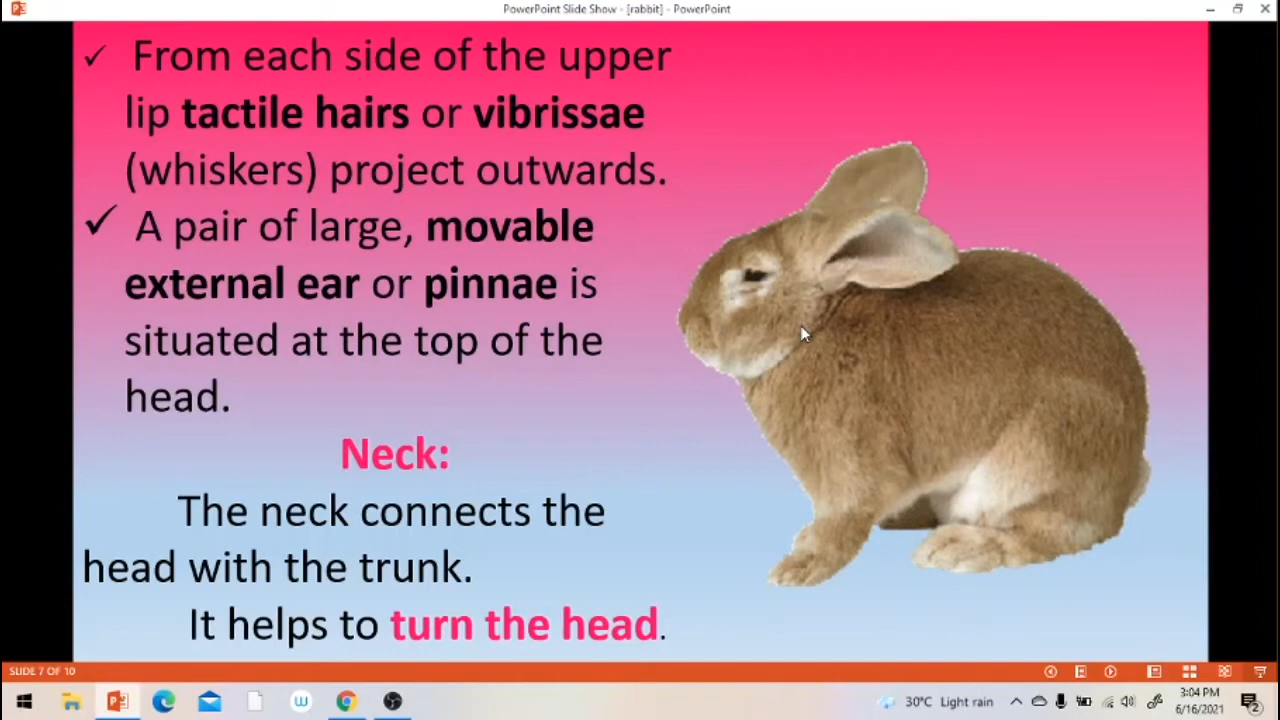 PowerPoint Slide Show - [rabbit] - PowerPoint
From each side of the upper
lip tactile hairs or vibrissae
(whiskers) project outwards.
A pair of large, movable
external ear or pinnae is
situated at the top of the
head.
Neck:
The neck connects the
head with the trunk.
It helps to turn the head.
SLIDE 7 OF 10
30°C Light rain
3:04 PM
6/16/2021
2